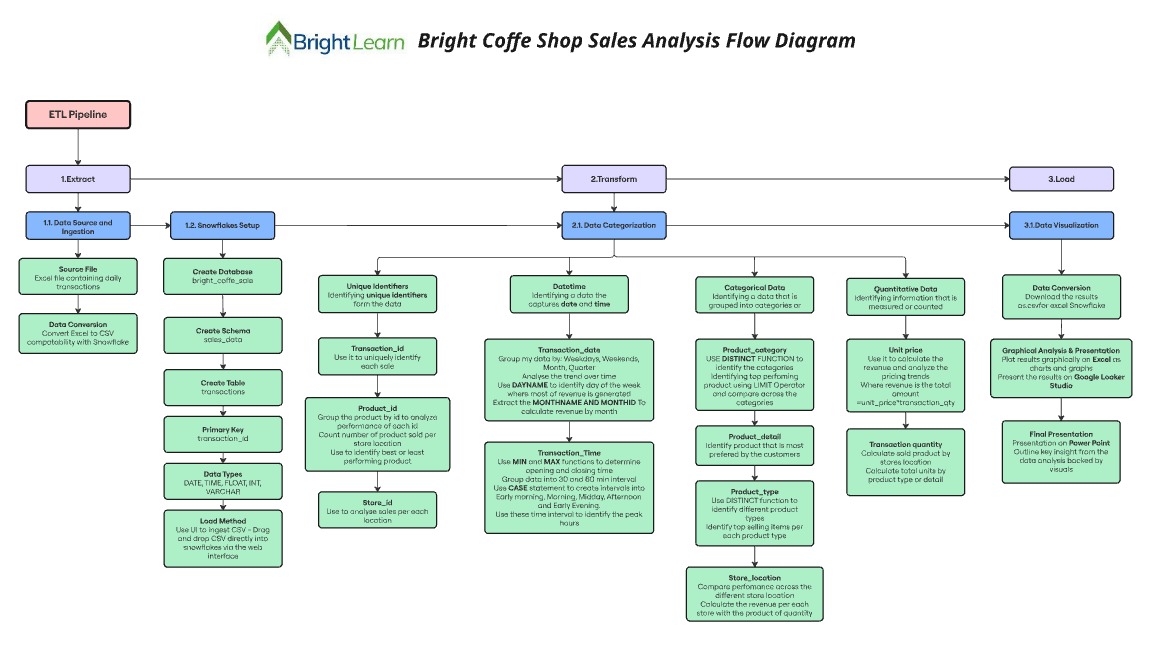 BrightLearn
Bright Coffe Shop Sales Analysis Flow Diagram
ETL Pipeline
1.Extract
2.Transform
3.Load
1.1. Data Source and
Ingestion
1.2. Snowflakes Setup
2.1. Data Categorization
3.1.Data Visualization
Source File
Excel file containing daily
transactions
Data Conversion
Convert Excel to CSV
compatability with Snowflake
Create Database
bright_coffe_sale
Create Schema
sales_data
Create Table
transactions
Primary Key
transaction_id
Data Types
DATE, TIME, FLOAT, INT,
VARCHAR
Load Method
Use UI to ingest CSV - Drag
and drop CSV directly into
snowflakes via the web
interface
Unique Identifiers
Identifying unique identifiers
form the data
Transaction_id
Use it to uniquely identify
each sale
Product_id
Group the product by id to analyze
performance of each id
Count number of product sold per
store location
Use to identify best or least
performing product
Store_id
Use to analyse sales per each
location
Datetime
Identifying a data the
captures date and time
Transaction_date
Group my data by: Weekdays, Weekends,
Month, Quarter
Analyse the trend over time
Use DAYNAME to identify day of the week
where most of revenue is generated
Extract the MONTHNAME AND MONTHID To
calculate revenue by month
Transaction_Time
Use MIN and MAX functions to determine
opening and closing time
Group data into 30 and 60 min interval
Use CASE statement to create intervals into
Early morning, Morning, Midday, Afternoon
and Early Evening.
Use these time interval to identify the peak
hours
Categorical Data
Identifying a data that is
grouped into categories or
Product_category
USE DISTINCT FUNCTION to
identify the categories
Identifying top perfoming
product using LIMIT Operator
and compare across the
categories
Product_detail
Identify product that is most
prefered by the customers
Product_type
Use DISTINCT function to
identify different product
types
Identify top selling items per
each product type
Store_location
Compare perfomance across the
different store location
Calculate the revenue per each
store with the product of quantity
Quantitative Data
Identifying information that is
measured or counted
Unit price
Use it to calculate the
revenue and analyze the
pricing trends
Where revenue is the total
amount
=unit_price*transaction_qty
Transaction quantity
Calculate sold product by
stores location
Calculate total units by
product type or detail
Data Conversion
Download the results
as.csvfor excel Snowflake
Graphical Analysis & Presentation
Plot results graphically on Excel as
charts and graphs
Present the results on Google Looker
Studio
Final Presentation
Presentation on Power Point
Outline key insight from the
data analysis backed by
visuals